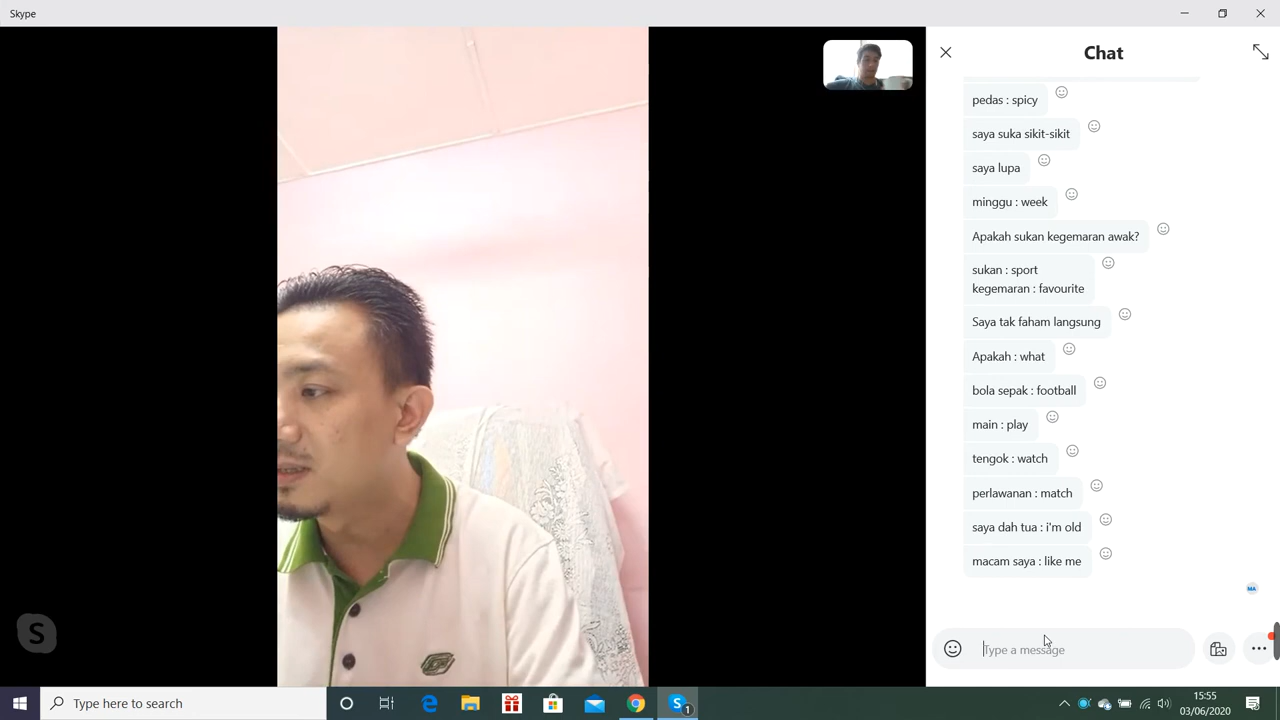 Skype
Chat
pedas : spicy
saya suka sikit-sikit
saya lupa
minggu : week
Apakah sukan kegemaran awak?
sukan : sport
kegemaran : favourite
Saya tak faham langsung
Apakah : what
bola sepak : football
main : play
tengok : watch
perlawanan : match
saya dah tua : i'm old
macam saya : like me
MA
Type a message
S
Type here to search
S
1
15:55
03/06/2020